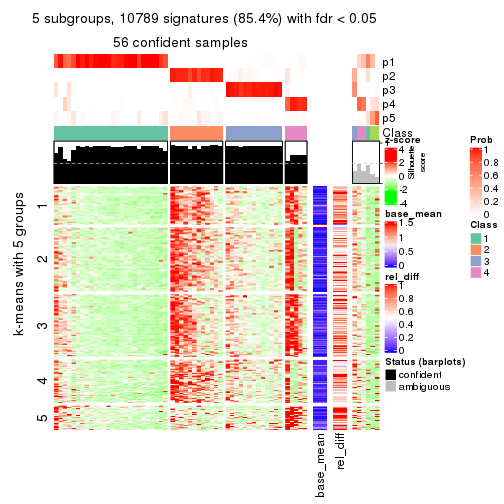 5 subgroups, 10789 signatures (85.4%) with fdr < 0.05
56 confident samples
p1
p2
p3
p4
p5
Class
Silhouette
score
z-score
4
2
0
-2
-4
base_mean
1.5
1
0.5
0
rel_diff
1
0.8
0.6
0.4
0.2
0
Status (barplots)
confident
ambiguous
Prob
1
0.8
0.6
0.4
0.2
0
Class
1
2
3
4
k-means with 5 groups
1
2
3
4
5
base_mean
rel_diff